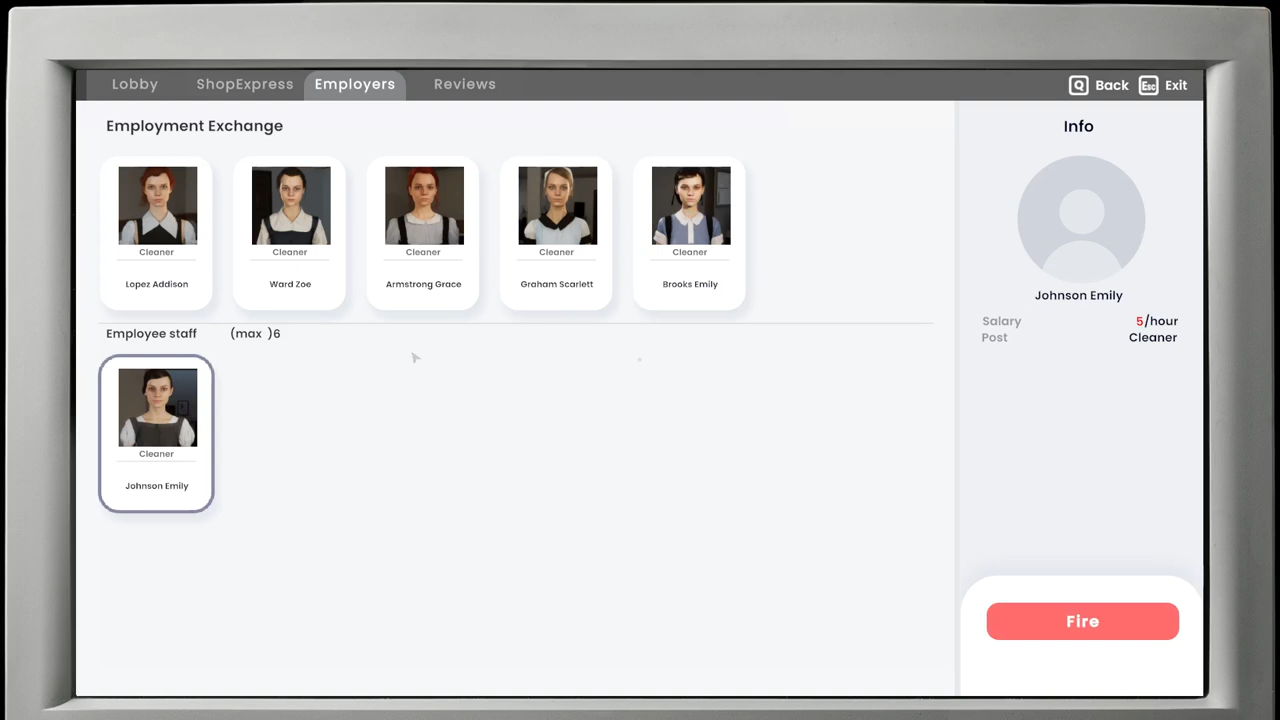 Lobby ShopExpress Employers Reviews Q Back Esc Exit
Employment Exchange
Cleaner
Lopez Addison
Cleaner
Ward Zoe
Cleaner
Armstrong Grace
Cleaner
Graham Scarlett
Cleaner
Brooks Emily
Employee staff (max )6
Cleaner
Johnson Emily
Info
Johnson Emily
Salary 5/hour
Post Cleaner
Fire